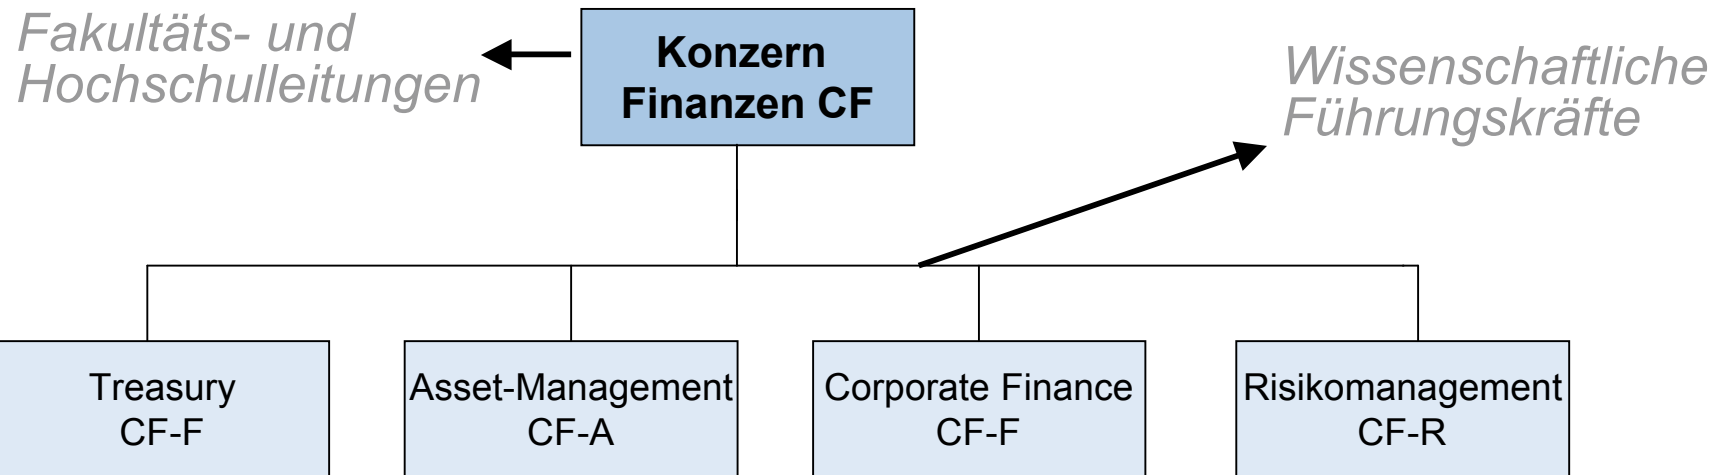 Fakultäts- und
Hochschulleitungen
Konzern
Finanzen CF
Wissenschaftliche
Führungskräfte
Treasury
CF-F
Asset-Management
CF-A
Corporate Finance
CF-F
Risikomanagement
CF-R